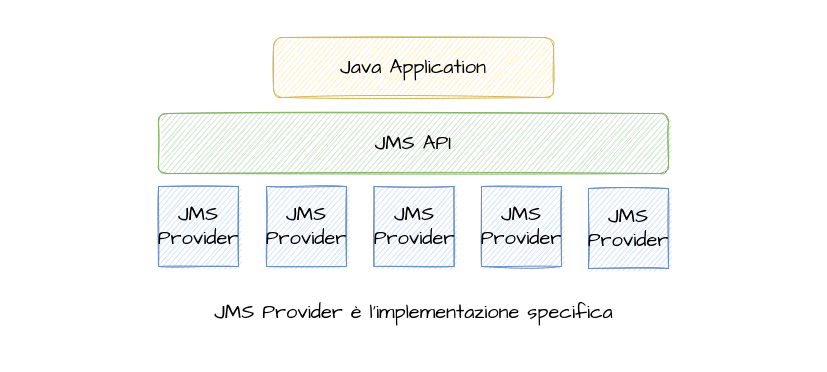 Java Application
JMS API
JMS
Provider
JMS
Provider
JMS
Provider
JMS
Provider
JMS
Provider
JMS Provider è l'implementazione specifica